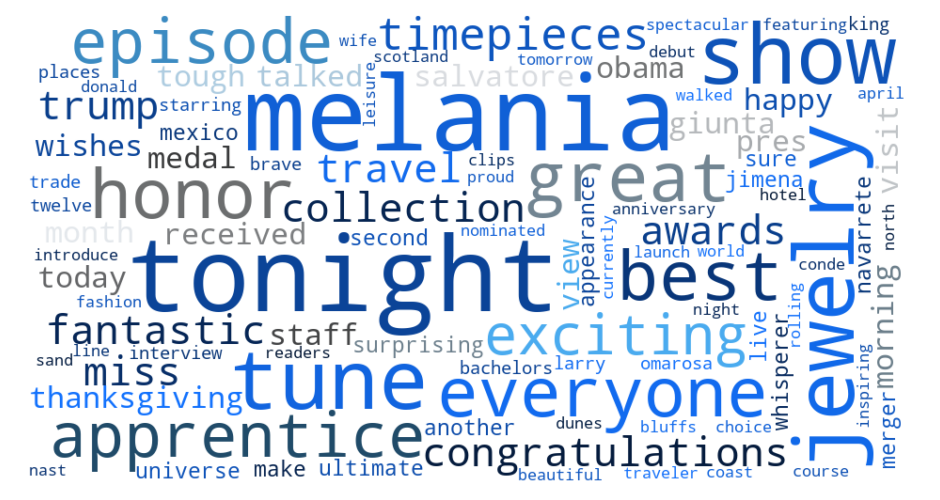 spectacular featuring king
episode wife timepieces show
scotland debut
places tough talked tomorrow obama
donald salvatore
trump starring melania leisure walked happy april
mexico giunta visit
wishes medal pres
brave travel clips great sure jewelry
trade honor proud jimena
twelve collection hotel navarrete north
month received second nominated appearance anniversary awards
introduce tonight view currently launch world conde
today best morning
fashion night
fantastic staff exciting live rolling
sand line interview readers surprising whisperer inspiring merger
miss tune bachelors larry omarosa
thanksgiving everyone
apprentice another dunes bluffs choice
congratulations
nast universe make ultimate beautiful traveler coast course